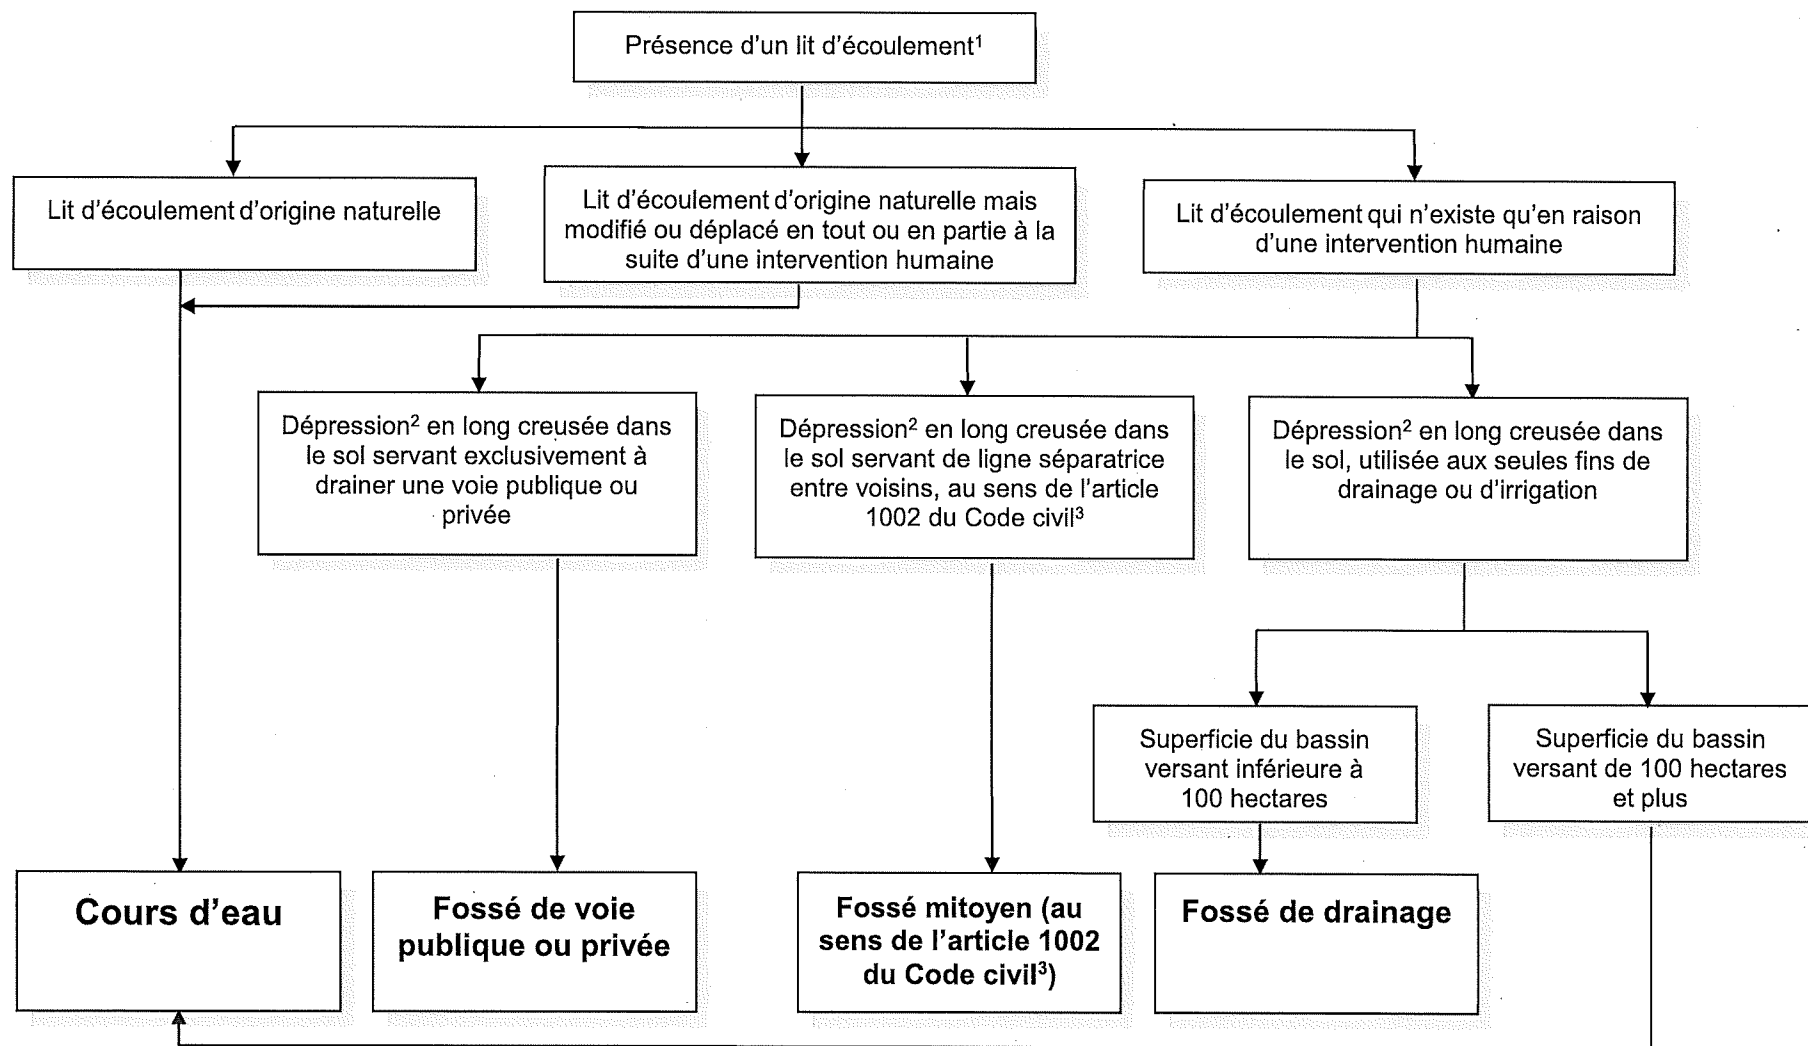 Présence d'un lit d'écoulement¹
Lit d'écoulement d'origine naturelle
Lit d'écoulement d'origine naturelle mais
modifié ou déplacé en tout ou en partie à la
suite d'une intervention humaine
Lit d'écoulement qui n'existe qu'en raison
d'une intervention humaine
Dépression² en long creusée dans
le sol servant exclusivement à
drainer une voie publique ou
privée
Dépression² en long creusée dans
le sol servant de ligne séparatrice
entre voisins, au sens de l'article
1002 du Code civil³
Dépression² en long creusée dans
le sol, utilisée aux seules fins de
drainage ou d'irrigation
Superficie du bassin
versant inférieure à
100 hectares
Superficie du bassin
versant de 100 hectares
et plus
Cours d'eau
Fossé de voie
publique ou privée
Fossé mitoyen (au
sens de l'article 1002
du Code civil³)
Fossé de drainage